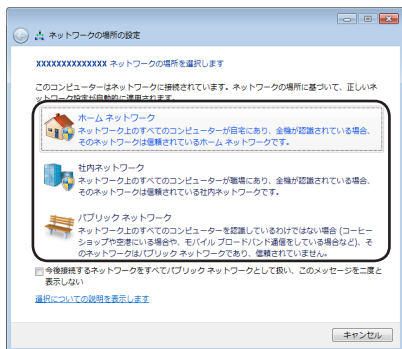 ネットワークの場所の設定
XXXXXXXXXXXXXX ネットワークの場所を選択します
このコンピューターはネットワークに接続されています。ネットワークの場所に基づいて、正しいネ
ットワーク設定が自動的に適用されます。
ホーム ネットワーク
ネットワーク上のすべてのコンピューターが自宅にあり、全機が認識されている場合、
そのネットワークは信頼されているホーム ネットワークです。
社内ネットワーク
ネットワーク上のすべてのコンピューターが職場にあり、全機が認識されている場合、
そのネットワークは信頼されている社内ネットワークです。
パブリック ネットワーク
ネットワーク上のすべてのコンピューターを認識しているわけではない場合 (コーヒー
ショップや空港にいる場合や、モバイル ブロードバンド通信をしている場合など)、そ
のネットワークはパブリック ネットワークであり、信頼されていません。
今後接続するネットワークをすべてパブリック ネットワークとして扱い、このメッセージを二度と
表示しない
選択についての説明を表示します
キャンセル